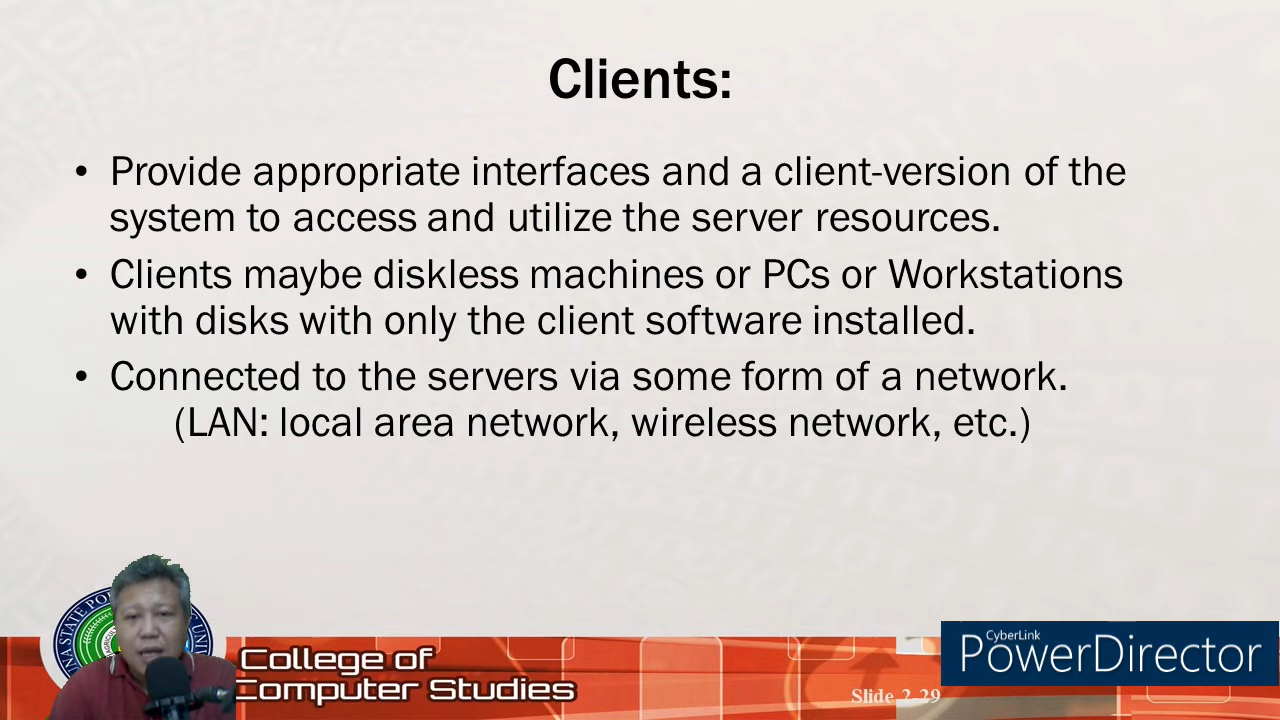 Clients:
• Provide appropriate interfaces and a client-version of the
system to access and utilize the server resources.
• Clients maybe diskless machines or PCs or Workstations
with disks with only the client software installed.
• Connected to the servers via some form of a network.
(LAN: local area network, wireless network, etc.)
College of
Computer Studies
Slide 2-29
CyberLink
PowerDirector